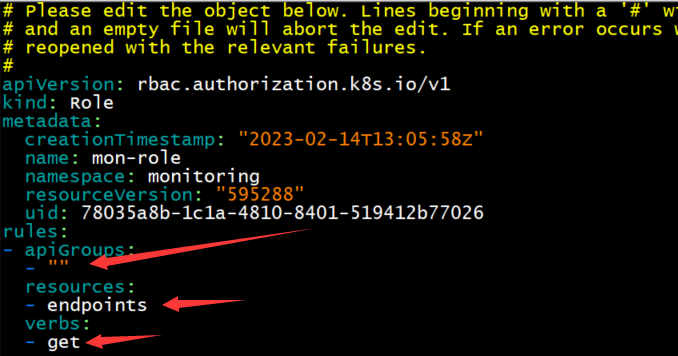 # Please edit the object below. Lines beginning with a '#' w
# and an empty file will abort the edit. If an error occurs w
# reopened with the relevant failures.
#
apiVersion: rbac.authorization.k8s.io/v1
kind: Role
metadata:
  creationTimestamp: "2023-02-14T13:05:58Z"
  name: mon-role
  namespace: monitoring
  resourceVersion: "595288"
  uid: 78035a8b-1c1a-4810-8401-519412b77026
rules:
- apiGroups:
  - ""
  resources:
  - endpoints
  verbs:
  - get